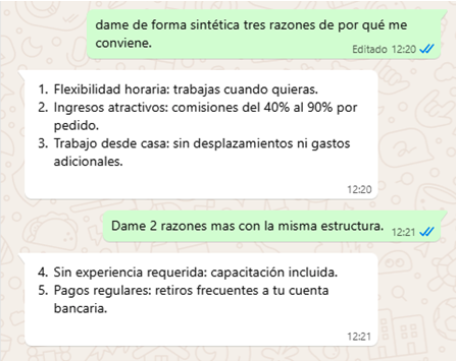 dame de forma sintética tres razones de por qué me
conviene.
Editado 12:20
1. Flexibilidad horaria: trabajas cuando quieras.
2. Ingresos atractivos: comisiones del 40% al 90% por
pedido.
3. Trabajo desde casa: sin desplazamientos ni gastos
adicionales.
12:20
Dame 2 razones mas con la misma estructura.
12:21
4. Sin experiencia requerida: capacitación incluida.
5. Pagos regulares: retiros frecuentes a tu cuenta
bancaria.
12:21